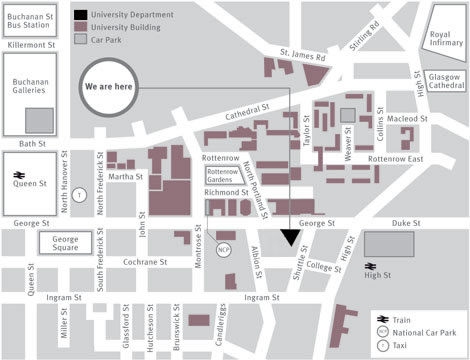 Buchanan St
Bus Station
University Department
University Building
Car Park
Killermont St
St. James Rd
Stirling Rd
Royal
Infirmary
Buchanan
Galleries
We are here
High St
Glasgow
Cathedral
Cathedral St
Taylor St
Weaver St
Collins St
Macleod St
Bath St
North Hanover St
North Frederick St
Rottenrow
Rottenrow East
Martha St
Rottenrow
Gardens
North Portland St
Queen St
T
Richmond St
George St
John St
Montrose St
George St
Duke St
George
Square
South Frederick St
Cochrane St
NCP
Albion St
Shuttle St
College St
High St
High St
Queen St
Ingram St
Ingram St
Miller St
Glassford St
Hutcheson St
Brunswick St
Candleriggs
Train
NCP
National Car Park
T
Taxi